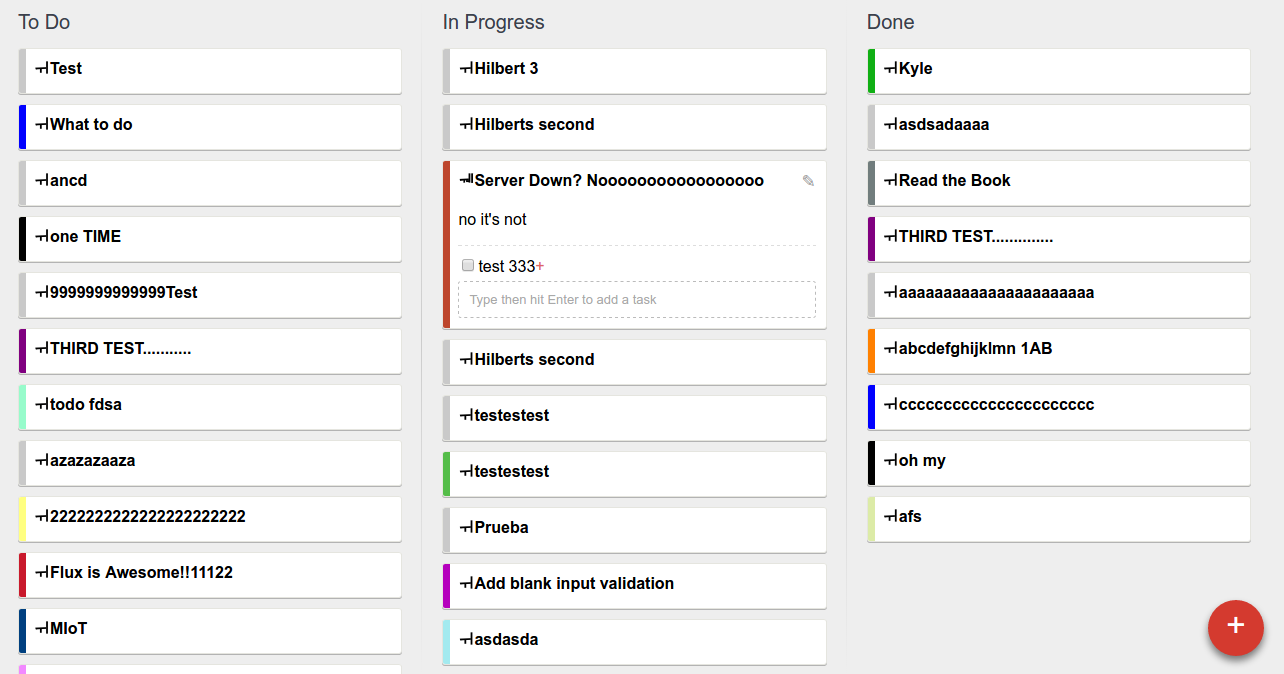 To Do
Test
What to do
ancd
one TIME
9999999999999Test
THIRD TEST...........
todo fdsa
azazazaaza
2222222222222222222222
Flux is Awesome!!11122
MIoT
In Progress
Hilbert 3
Hilberts second
Server Down? Nooooooooooooooooo
no it's not
test 333+
Type then hit Enter to add a task
Hilberts second
testestest
testestest
Prueba
Add blank input validation
asdasda
Done
Kyle
asdsadaaaa
Read the Book
THIRD TEST..............
aaaaaaaaaaaaaaaaaaaaaa
abcdefghijklmn 1AB
cccccccccccccccccccccc
oh my
afs
+